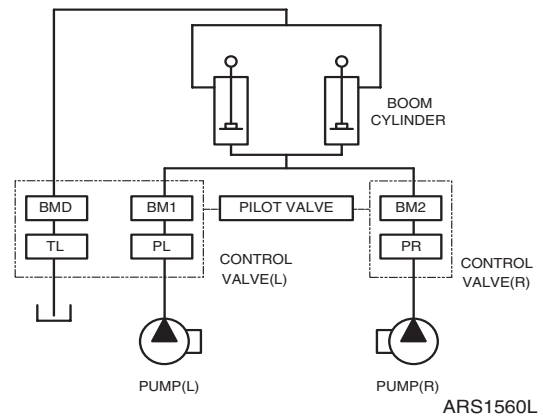 BOOM
CYLINDER
BMD
BM1
PILOT VALVE
BM2
TL
PL
PR
CONTROL
VALVE(L)
CONTROL
VALVE(R)
PUMP(L)
PUMP(R)
ARS1560L